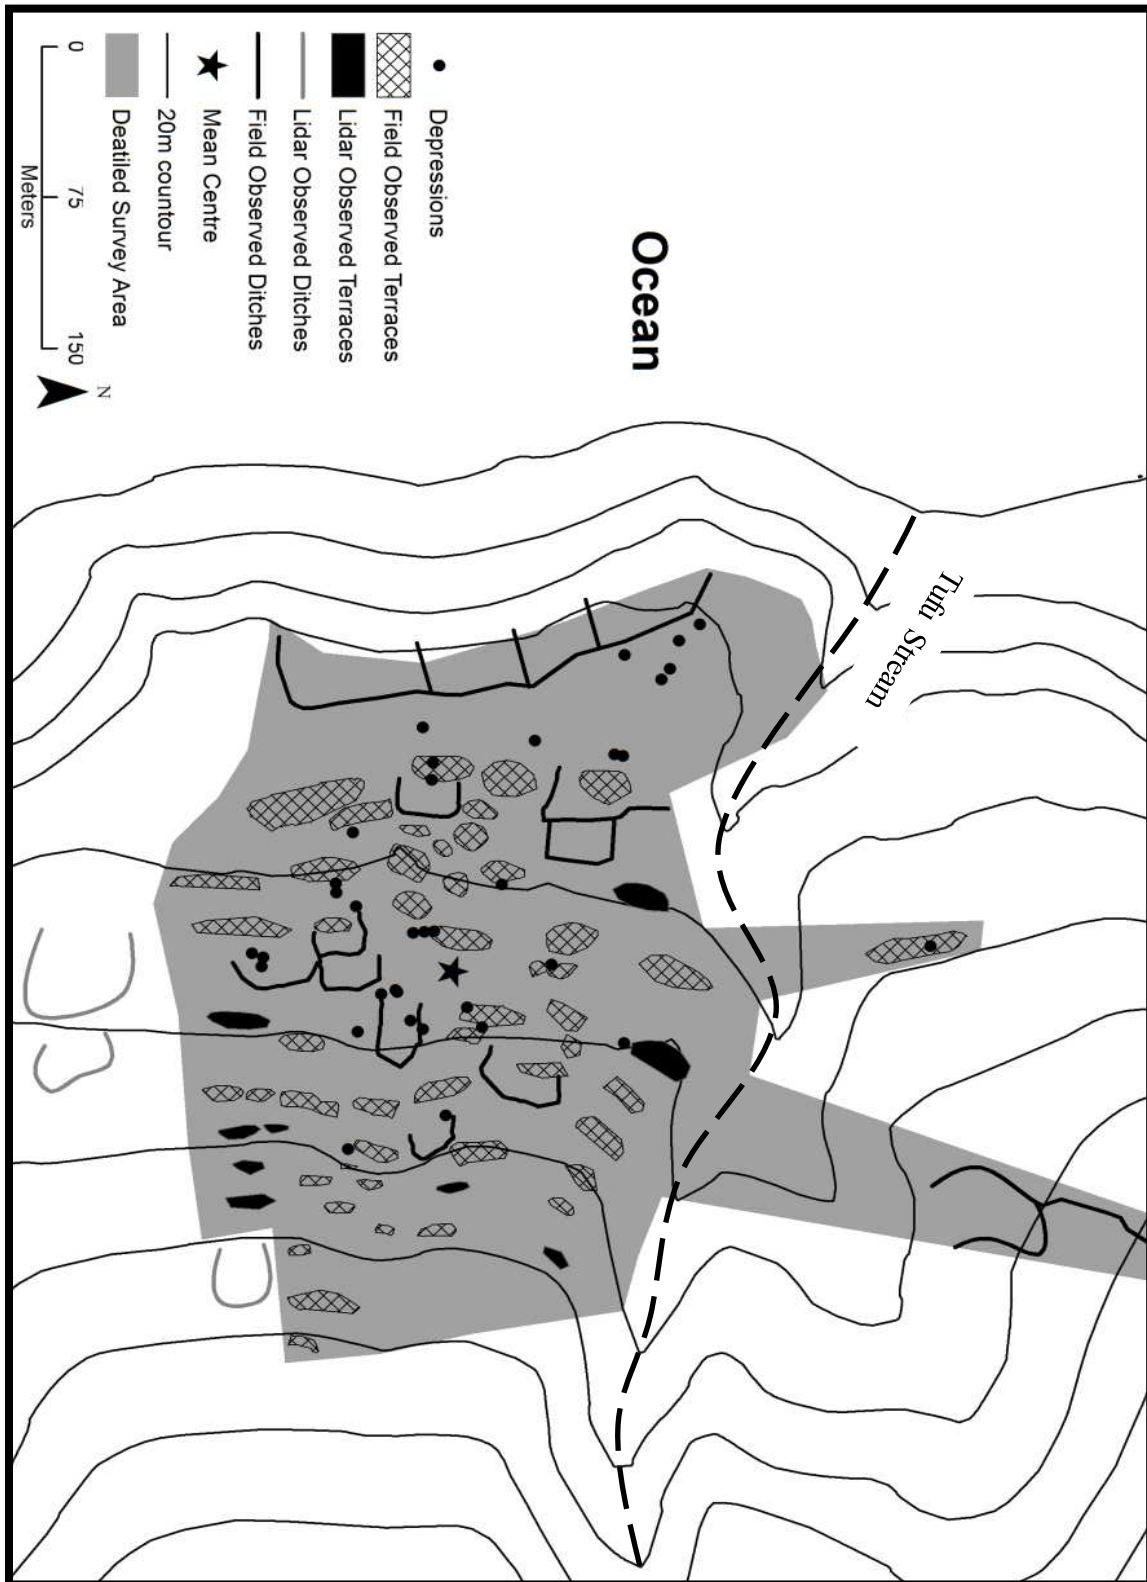 Ocean
Tufu Stream
Depressions
Field Observed Terraces
Lidar Observed Terraces
Lidar Observed Ditches
Field Observed Ditches
Mean Centre
20m countour
Deatiled Survey Area
0 75 150
Meters
N